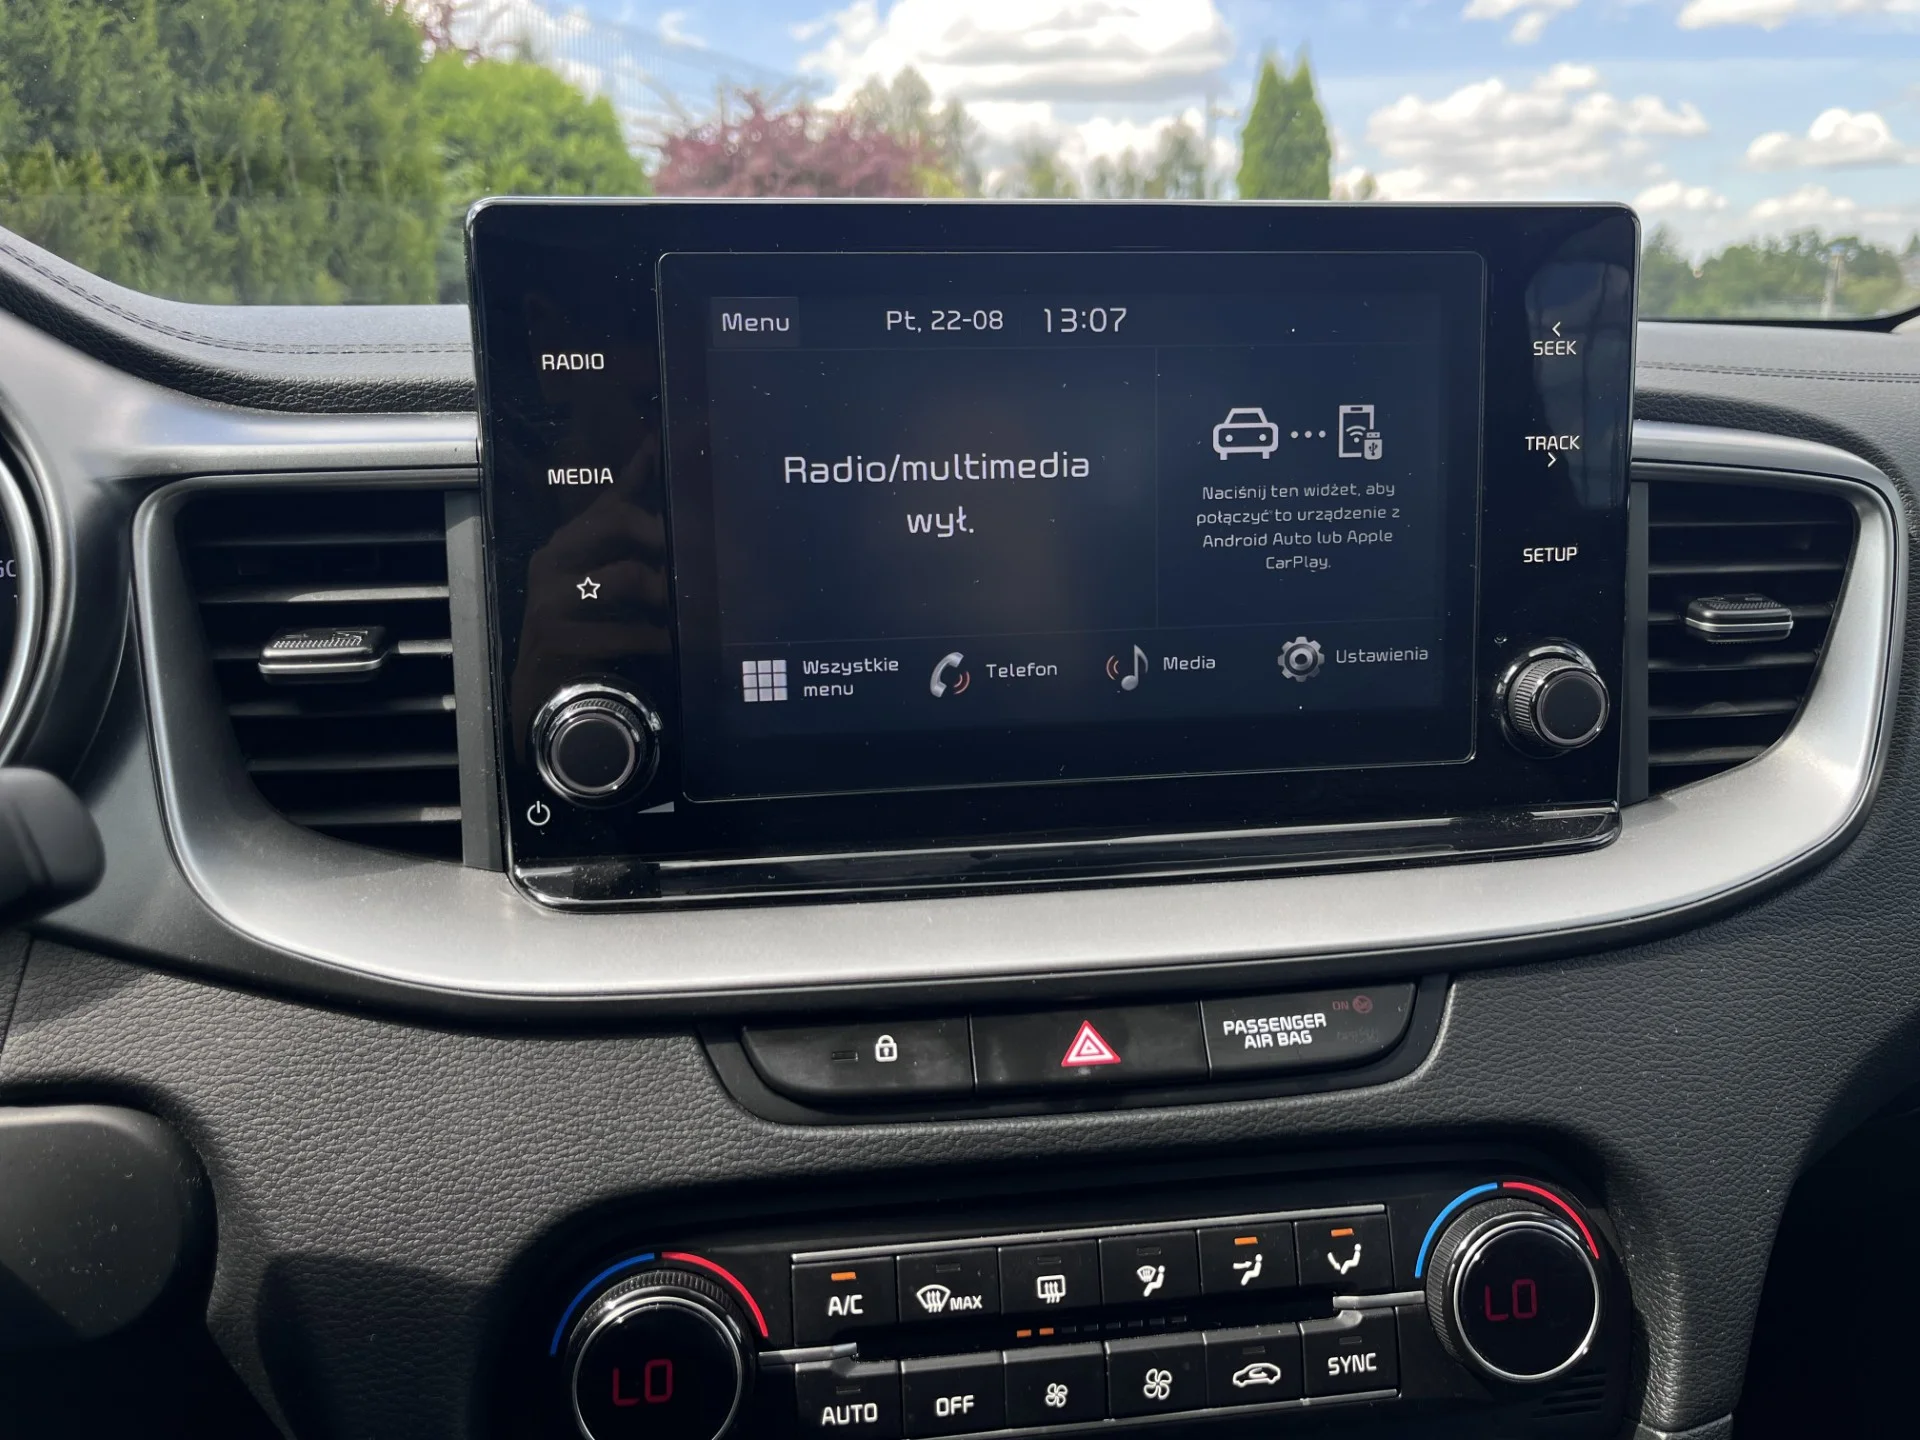 Menu
Pt, 22-08
13:07
RADIO
MEDIA
Radio/multimedia
wył.
Naciśnij ten widżet, aby
połączyć to urządzenie z
Android Auto lub Apple
CarPlay.
Wszystkie
menu
Telefon
Media
Ustawienia
SEEK
TRACK
SETUP
PASSENGER
AIR BAG
ON
A/C
MAX
AUTO
OFF
SYNC
LO
LO